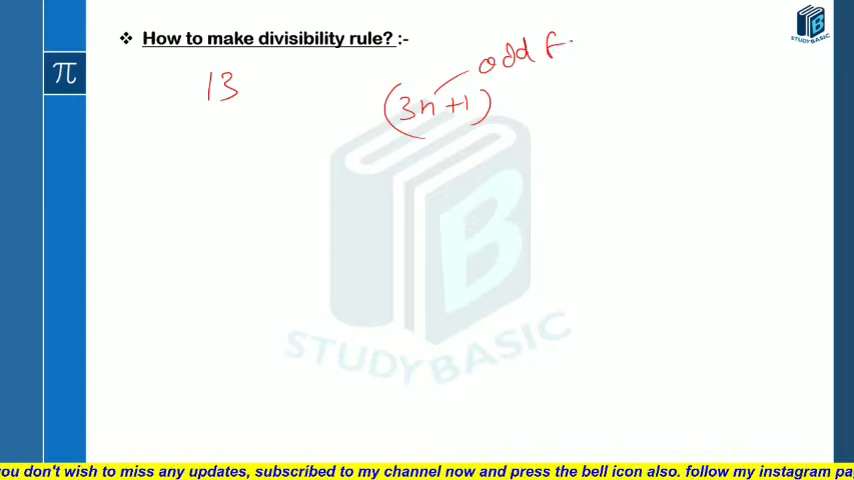 ❖ How to make divisibility rule? :-
STUDYBASIC
π
13
(3n+1)
odd f
B
STUDYBASIC
you don't wish to miss any updates, subscribed to my channel now and press the bell icon also. follow my instagram pa